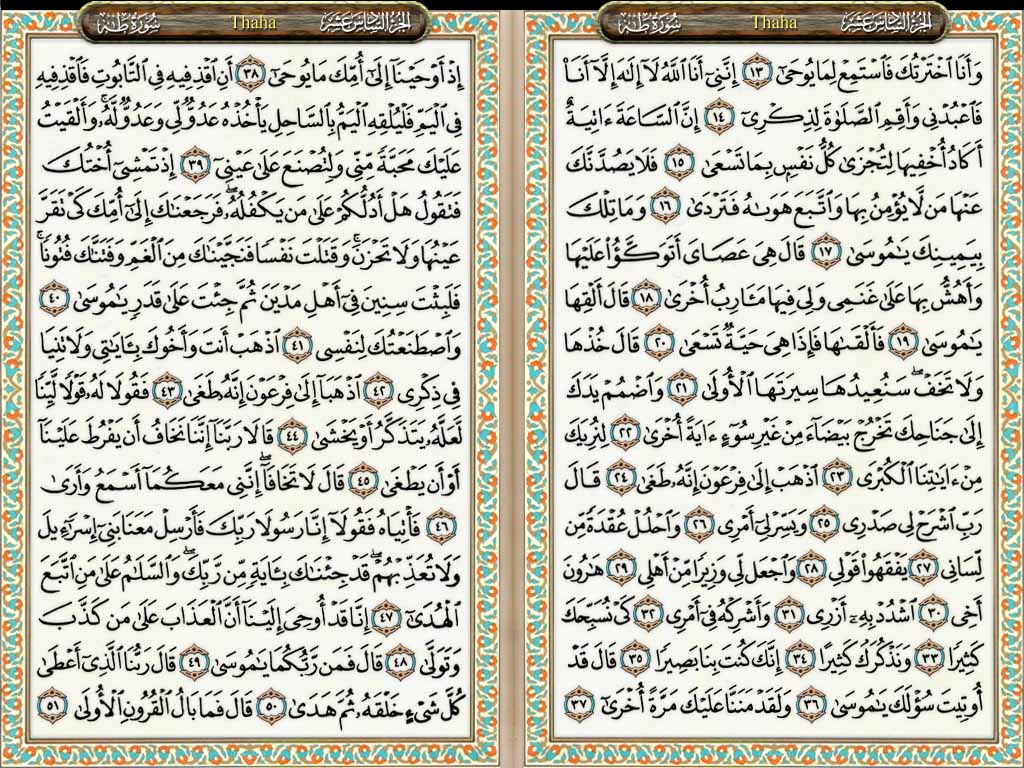 الجزء السادس عشر Thaha سورة طه
وَأَنَا ٱخْتَرْتُكَ فَٱسْتَمِعْ لِمَا يُوحَىٰٓ ١٣ إِنَّنِىٓ أَنَا ٱللَّهُ لَآ إِلَٰهَ إِلَّآ أَنَا۠
فَٱعْبُدْنِى وَأَقِمِ ٱلصَّلَوٰةَ لِذِكْرِىٓ ١٤ إِنَّ ٱلسَّاعَةَ ءَاتِيَةٌ
أَكَادُ أُخْفِيهَا لِتُجْزَىٰ كُلُّ نَفْسٍۭ بِمَا تَسْعَىٰ ١٥ فَلَا يَصُدَّنَّكَ
عَنْهَا مَن لَّا يُؤْمِنُ بِهَا وَٱتَّبَعَ هَوَىٰهُ فَتَرْدَىٰ ١٦ وَمَا تِلْكَ
بِيَمِينِكَ يَٰمُوسَىٰ ١٧ قَالَ هِىَ عَصَاىَ أَتَوَكَّؤُا۟ عَلَيْهَا
وَأَهُشُّ بِهَا عَلَىٰ غَنَمِى وَلِىَ فِيهَا مَـَٔارِبُ أُخْرَىٰ ١٨ قَالَ أَلْقِهَا
يَٰمُوسَىٰ ١٩ فَأَلْقَىٰهَا فَإِذَا هِىَ حَيَّةٌ تَسْعَىٰ ٢٠ قَالَ خُذْهَا
وَلَا تَخَفْ ۖ سَنُعِيدُهَا سِيرَتَهَا ٱلْأُولَىٰ ٢١ وَٱضْمُمْ يَدَكَ
إِلَىٰ جَنَاحِكَ تَخْرُجْ بَيْضَآءَ مِنْ غَيْرِ سُوٓءٍ ءَايَةً أُخْرَىٰ ٢٢ لِنُرِيَكَ
مِنْ ءَايَٰتِنَا ٱلْكُبْرَى ٢٣ ٱذْهَبْ إِلَىٰ فِرْعَوْنَ إِنَّهُۥ طَغَىٰ ٢٤ قَالَ
رَبِّ ٱشْرَحْ لِى صَدْرِى ٢٥ وَيَسِّرْ لِىٓ أَمْرِى ٢٦ وَٱحْلُلْ عُقْدَةً مِّن
لِّسَانِى ٢٧ يَفْقَهُوا۟ قَوْلِى ٢٨ وَٱجْعَل لِّى وَزِيرًا مِّنْ أَهْلِى ٢٩ هَٰرُونَ
أَخِى ٣٠ ٱشْدُدْ بِهِۦٓ أَزْرِى ٣١ وَأَشْرِكْهُ فِىٓ أَمْرِى ٣٢ كَىْ نُسَبِّحَكَ
كَثِيرًا ٣٣ وَنَذْكُرَكَ كَثِيرًا ٣٤ إِنَّكَ كُنتَ بِنَا بَصِيرًا ٣٥ قَالَ قَدْ
أُوتِيتَ سُؤْلَكَ يَٰمُوسَىٰ ٣٦ وَلَقَدْ مَنَنَّا عَلَيْكَ مَرَّةً أُخْرَىٰٓ ٣٧
الجزء السادس عشر Thaha سورة طه
إِذْ أَوْحَيْنَآ إِلَىٰٓ أُمِّكَ مَا يُوحَىٰٓ ٣٨ أَنِ ٱقْذِفِيهِ فِى ٱلتَّابُوتِ فَٱقْذِفِيهِ
فِى ٱلْيَمِّ فَلْيُلْقِهِ ٱلْيَمُّ بِٱلسَّاحِلِ يَأْخُذْهُ عَدُوٌّ لِّى وَعَدُوٌّ لَّهُۥ ۚ وَأَلْقَيْتُ
عَلَيْكَ مَحَبَّةً مِّنِّى وَلِتُصْنَعَ عَلَىٰ عَيْنِىٓ ٣٩ إِذْ تَمْشِىٓ أُخْتُكَ
فَتَقُولُ هَلْ أَدُلُّكُمْ عَلَىٰ مَن يَكْفُلُهُۥ ۖ فَرَجَعْنَٰكَ إِلَىٰٓ أُمِّكَ كَىْ تَقَرَّ
عَيْنُهَا وَلَا تَحْزَنَ ۚ وَقَتَلْتَ نَفْسًا فَنَجَّيْنَٰكَ مِنَ ٱلْغَمِّ وَفَتَنَّٰكَ فُتُونًا ۚ
فَلَبِثْتَ سِنِينَ فِىٓ أَهْلِ مَدْيَنَ ثُمَّ جِئْتَ عَلَىٰ قَدَرٍ يَٰمُوسَىٰ ٤٠
وَٱصْطَنَعْتُكَ لِنَفْسِى ٤١ ٱذْهَبْ أَنتَ وَأَخُوكَ بِـَٔايَٰتِى وَلَا تَنِيَا
فِى ذِكْرِى ٤٢ ٱذْهَبَآ إِلَىٰ فِرْعَوْنَ إِنَّهُۥ طَغَىٰ ٤٣ فَقُولَا لَهُۥ قَوْلًا لَّيِّنًا
لَّعَلَّهُۥ يَتَذَكَّرُ أَوْ يَخْشَىٰ ٤٤ قَالَا رَبَّنَآ إِنَّنَا نَخَافُ أَن يَفْرُطَ عَلَيْنَآ
أَوْ أَن يَطْغَىٰ ٤٥ قَالَ لَا تَخَافَآ ۖ إِنَّنِى مَعَكُمَآ أَسْمَعُ وَأَرَىٰ
٤٦ فَأْتِيَاهُ فَقُولَآ إِنَّا رَسُولَا رَبِّكَ فَأَرْسِلْ مَعَنَا بَنِىٓ إِسْرَٰٓءِيلَ
وَلَا تُعَذِّبْهُمْ ۖ قَدْ جِئْنَٰكَ بِـَٔايَةٍ مِّن رَّبِّكَ ۖ وَٱلسَّلَٰمُ عَلَىٰ مَنِ ٱتَّبَعَ
ٱلْهُدَىٰٓ ٤٧ إِنَّا قَدْ أُوحِىَ إِلَيْنَآ أَنَّ ٱلْعَذَابَ عَلَىٰ مَن كَذَّبَ
وَتَوَلَّىٰ ٤٨ قَالَ فَمَن رَّبُّكُمَا يَٰمُوسَىٰ ٤٩ قَالَ رَبُّنَا ٱلَّذِىٓ أَعْطَىٰ
كُلَّ شَىْءٍ خَلْقَهُۥ ثُمَّ هَدَىٰ ٥٠ قَالَ فَمَا بَالُ ٱلْقُرُونِ ٱلْأُولَىٰ ٥١